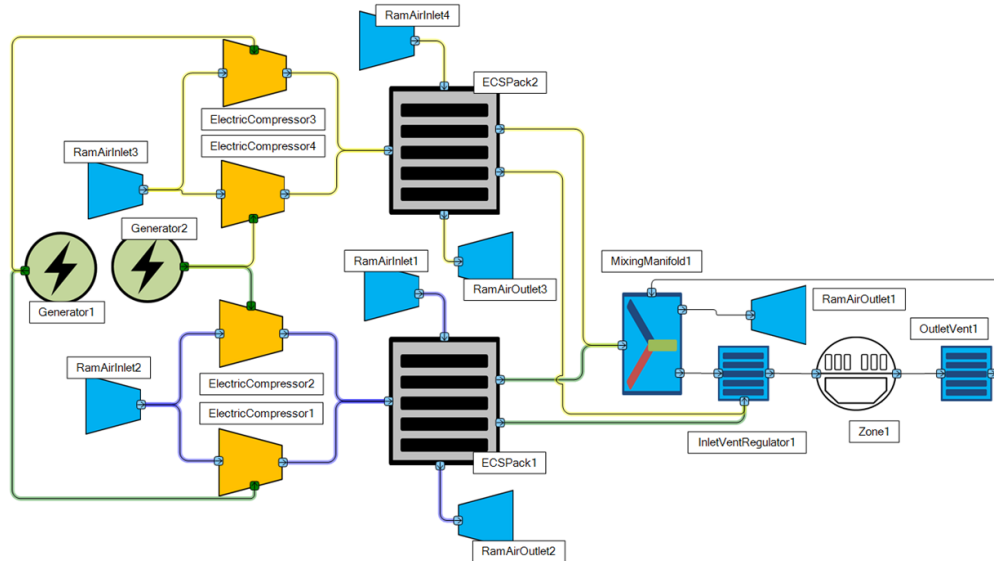 RamAirInlet4
ECSPack2
ElectricCompressor3
ElectricCompressor4
RamAirInlet3
Generator2
RamAirInlet1
MixingManifold1
RamAirOutlet3
RamAirOutlet1
Generator1
OutletVent1
RamAirInlet2
ElectricCompressor2
ElectricCompressor1
Zone1
InletVentRegulator1
ECSPack1
RamAirOutlet2